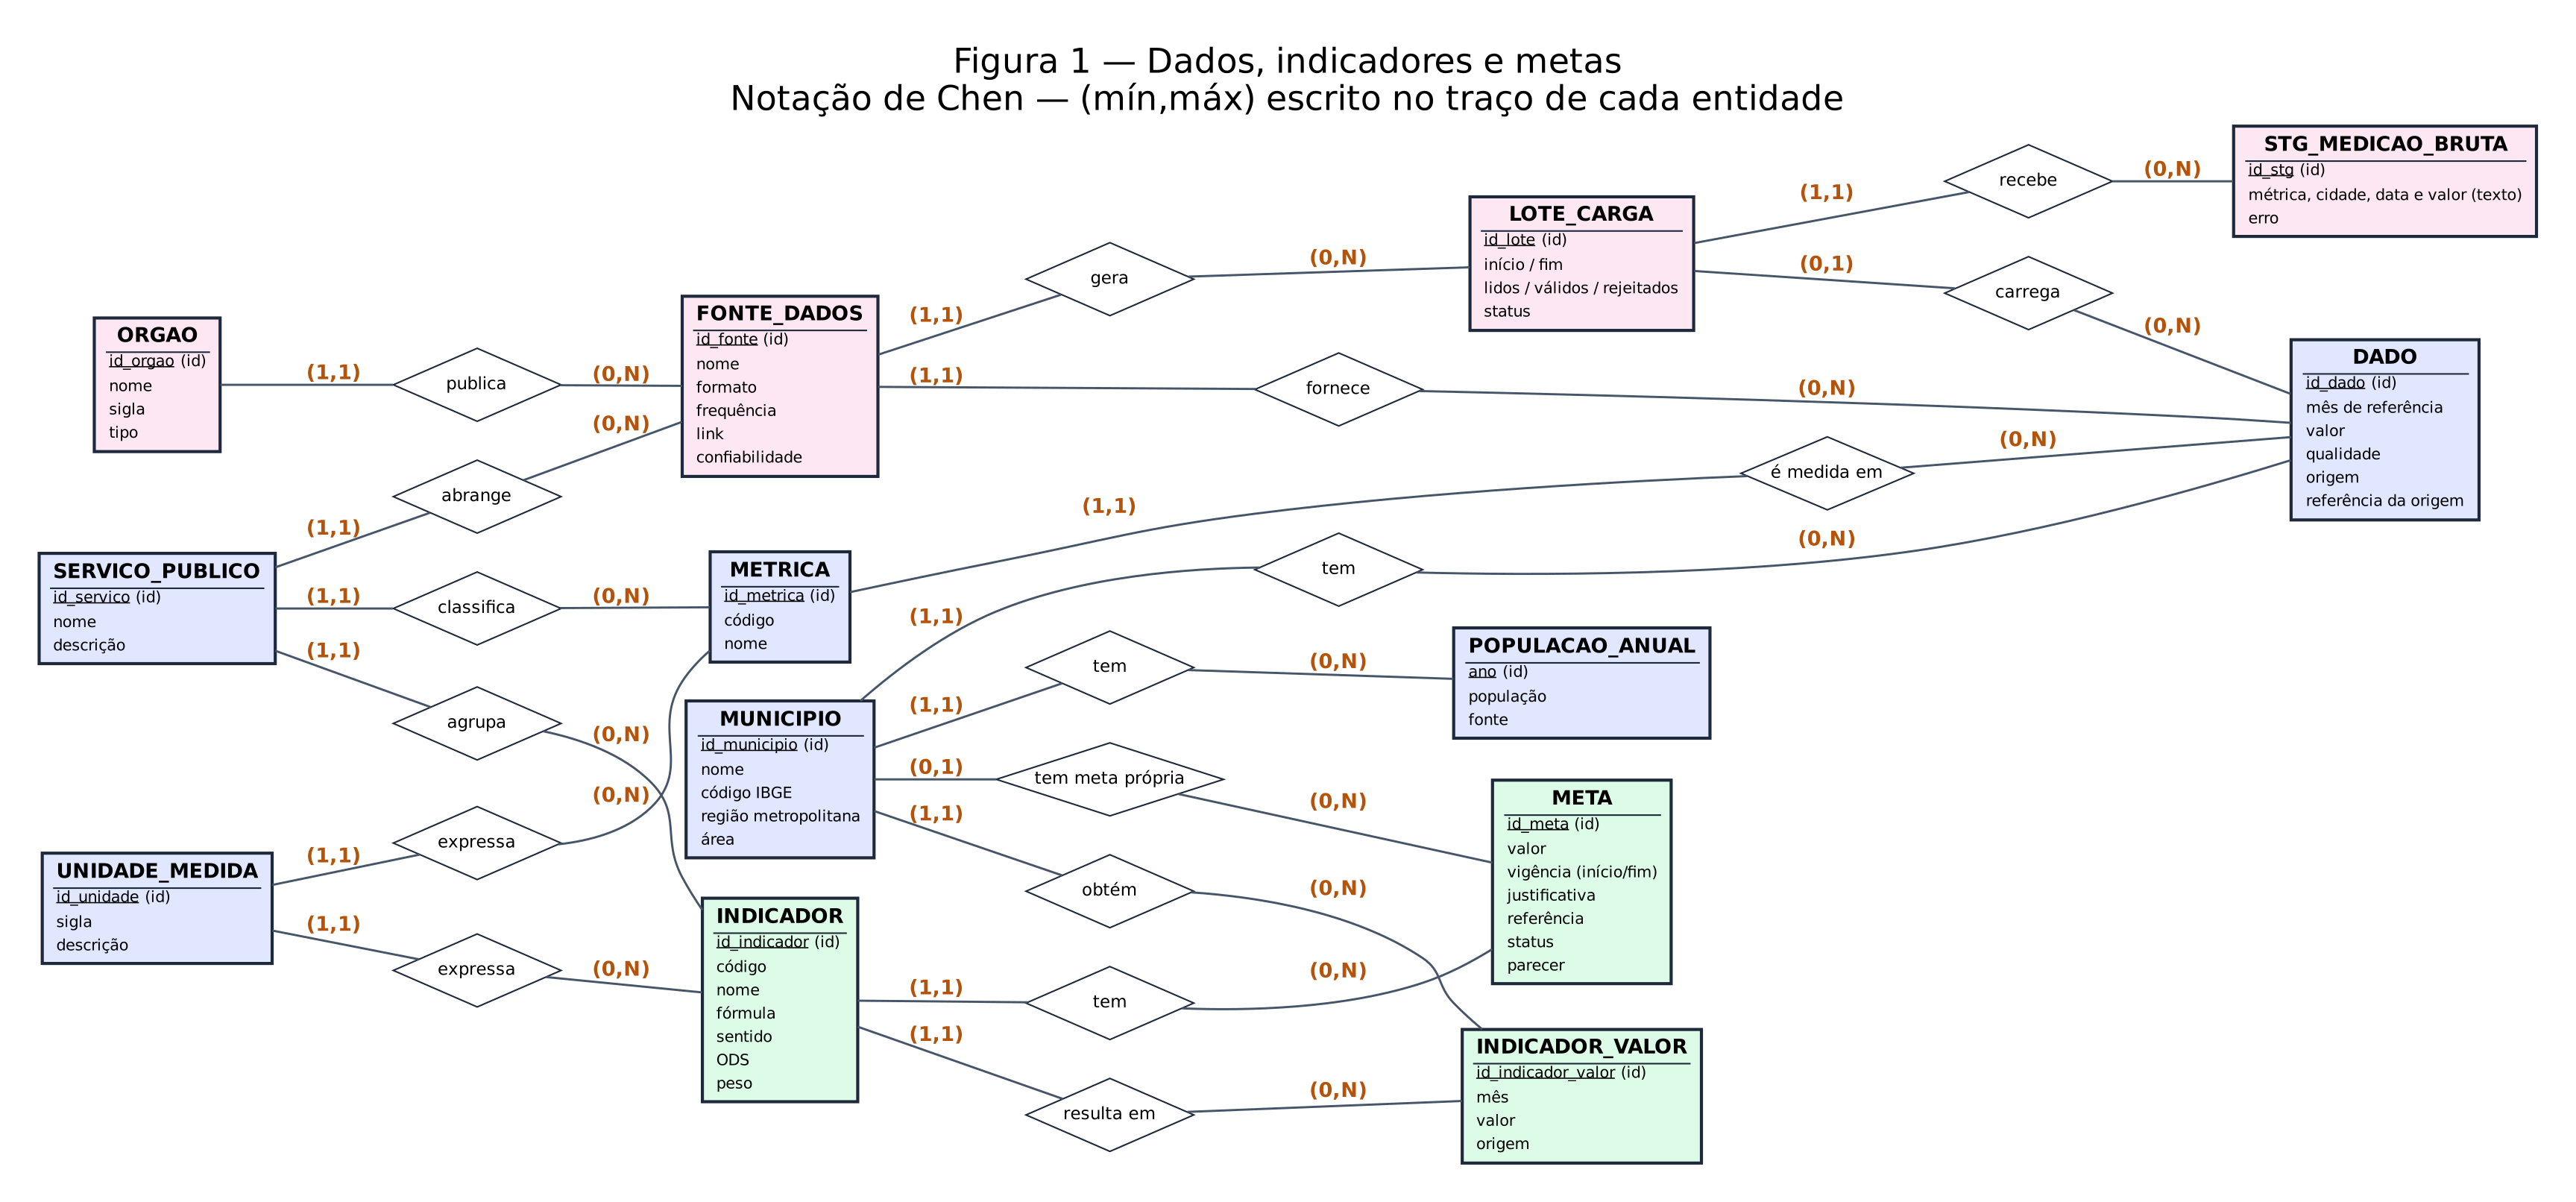 Figura 1 — Dados, indicadores e metas
Notação de Chen — (mín,máx) escrito no traço de cada entidade
ORGAO
id_orgao (id)
nome
sigla
tipo
(1,1)
publica
(0,N)
abrange
(0,N)
(1,1)
SERVICO_PUBLICO
id_servico (id)
nome
descrição
(1,1)
classifica
(0,N)
(1,1)
agrupa
(0,N)
UNIDADE_MEDIDA
id_unidade (id)
sigla
descrição
(1,1)
expressa
(0,N)
(1,1)
expressa
(0,N)
FONTE_DADOS
id_fonte (id)
nome
formato
frequência
link
confiabilidade
(1,1)
gera
(0,N)
(1,1)
fornece
(0,N)
METRICA
id_metrica (id)
código
nome
(1,1)
é medida em
(0,N)
MUNICIPIO
id_municipio (id)
nome
código IBGE
região metropolitana
área
(1,1)
tem
(0,N)
(1,1)
tem
(0,N)
(0,1)
tem meta própria
(0,N)
(1,1)
obtém
(0,N)
INDICADOR
id_indicador (id)
código
nome
fórmula
sentido
ODS
peso
(1,1)
tem
(0,N)
(1,1)
resulta em
(0,N)
LOTE_CARGA
id_lote (id)
início / fim
lidos / válidos / rejeitados
status
(1,1)
recebe
(0,N)
(0,1)
carrega
(0,N)
STG_MEDICAO_BRUTA
id_stg (id)
métrica, cidade, data e valor (texto)
erro
DADO
id_dado (id)
mês de referência
valor
qualidade
origem
referência da origem
POPULACAO_ANUAL
ano (id)
população
fonte
META
id_meta (id)
valor
vigência (início/fim)
justificativa
referência
status
parecer
INDICADOR_VALOR
id_indicador_valor (id)
mês
valor
origem